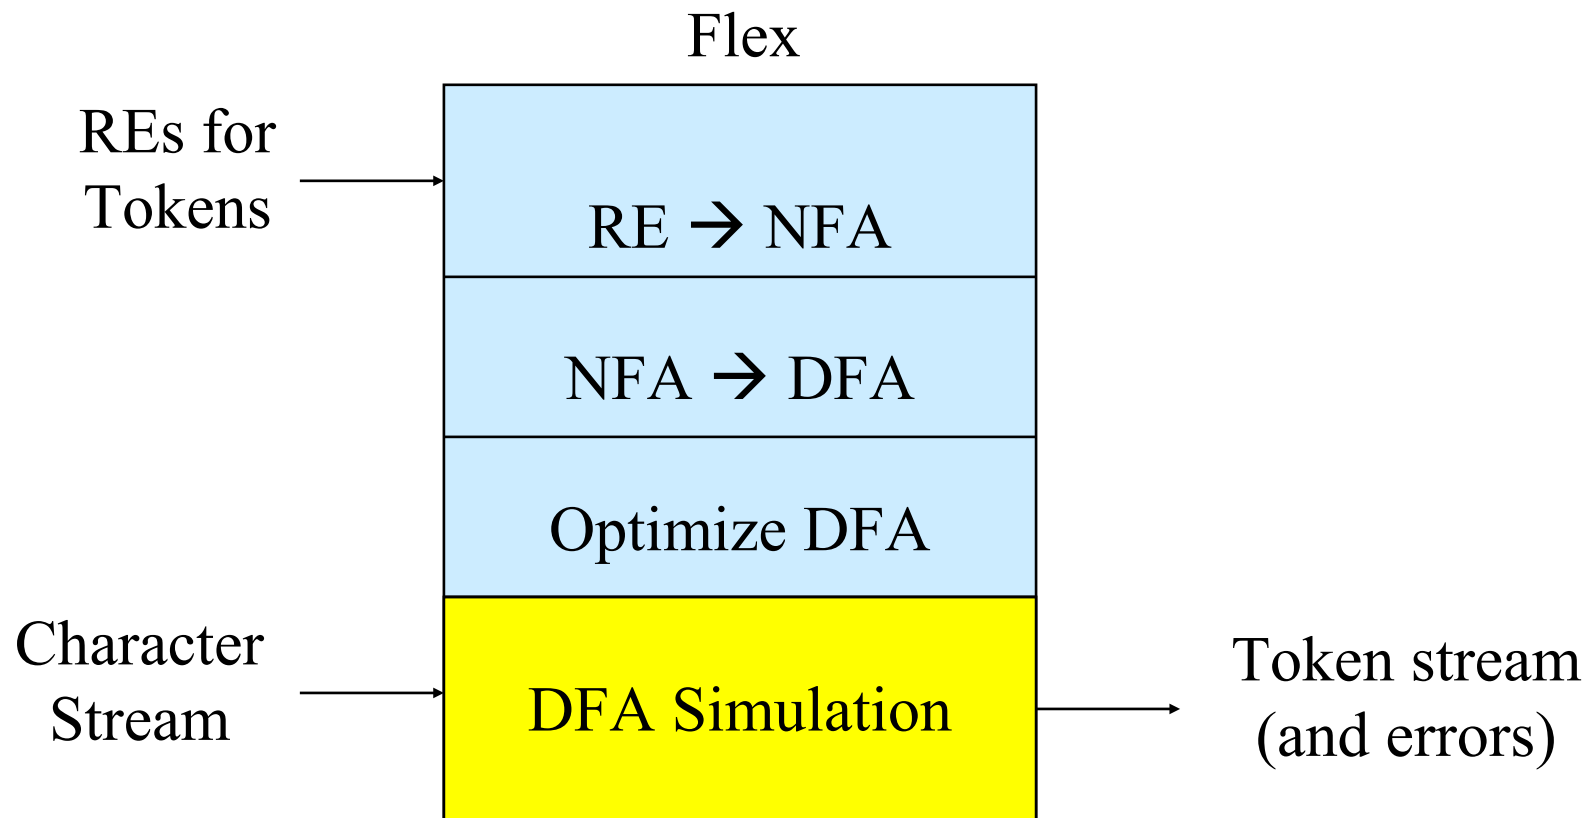 Flex
REs for
Tokens
RE → NFA
NFA → DFA
Optimize DFA
Character
Stream
DFA Simulation
Token stream
(and errors)